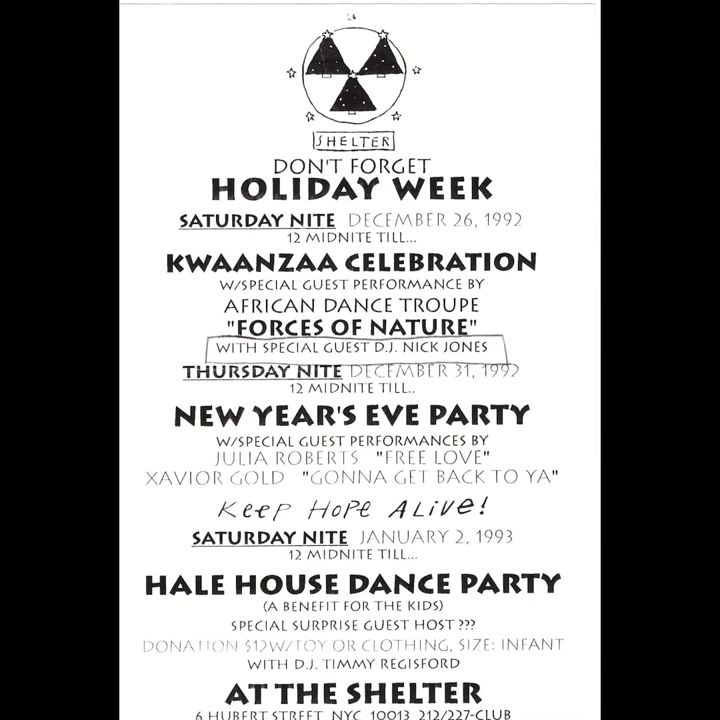 SHELTER
DON'T FORGET
HOLIDAY WEEK
SATURDAY NITE DECEMBER 26, 1992
12 MIDNITE TILL...
KWAANZAA CELEBRATION
W/SPECIAL GUEST PERFORMANCE BY
AFRICAN DANCE TROUPE
"FORCES OF NATURE"
WITH SPECIAL GUEST D.J. NICK JONES
THURSDAY NITE DECEMBER 31, 1992
12 MIDNITE TILL..
NEW YEAR'S EVE PARTY
W/SPECIAL GUEST PERFORMANCES BY
JULIA ROBERTS "FREE LOVE"
XAVIOR GOLD "GONNA GET BACK TO YA"
KeeP HoPe ALive!
SATURDAY NITE JANUARY 2, 1993
12 MIDNITE TILL...
HALE HOUSE DANCE PARTY
(A BENEFIT FOR THE KIDS)
SPECIAL SURPRISE GUEST HOST ???
DONATION $12W/TOY OR CLOTHING, SIZE: INFANT
WITH D.J. TIMMY REGISFORD
AT THE SHELTER
6 HUBERT STREET NYC 10013 212/227-CLUB